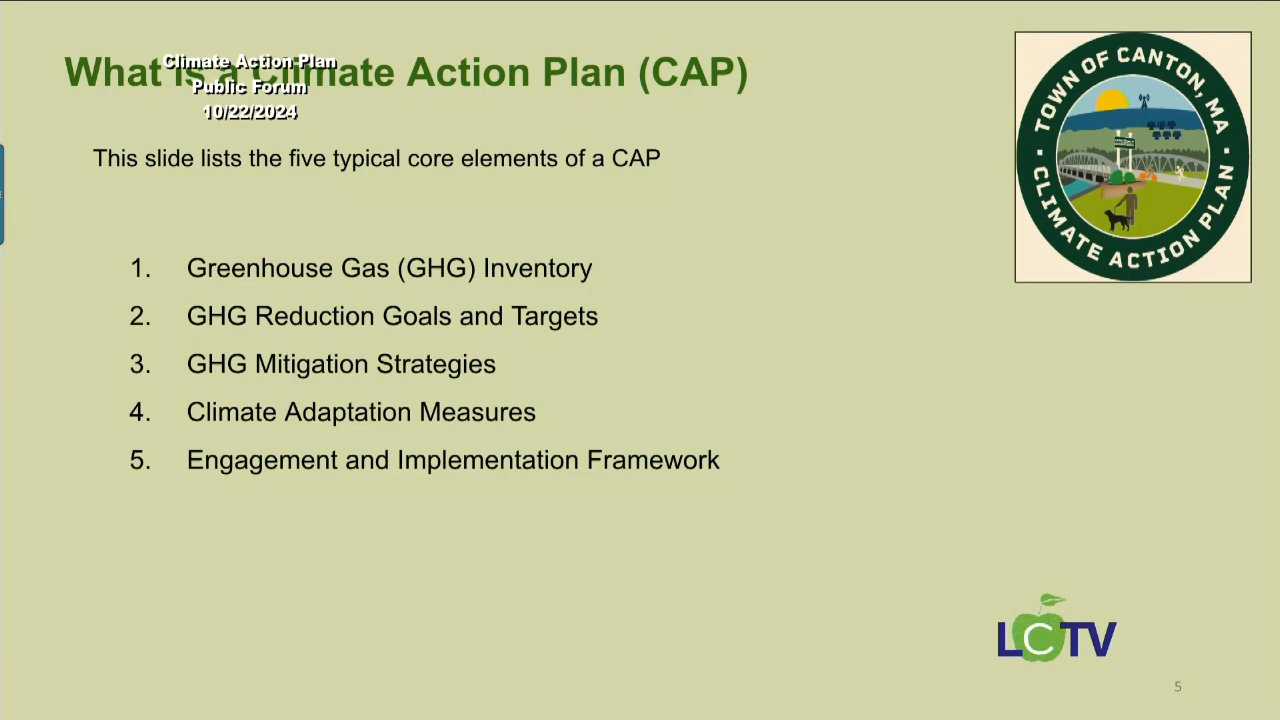 What is a Climate Action Plan (CAP)
Climate Action Plan
Public Forum
10/22/2024
This slide lists the five typical core elements of a CAP
1. Greenhouse Gas (GHG) Inventory
2. GHG Reduction Goals and Targets
3. GHG Mitigation Strategies
4. Climate Adaptation Measures
5. Engagement and Implementation Framework
TOWN OF CANTON, MA
CLIMATE ACTION PLAN
LCTV
5